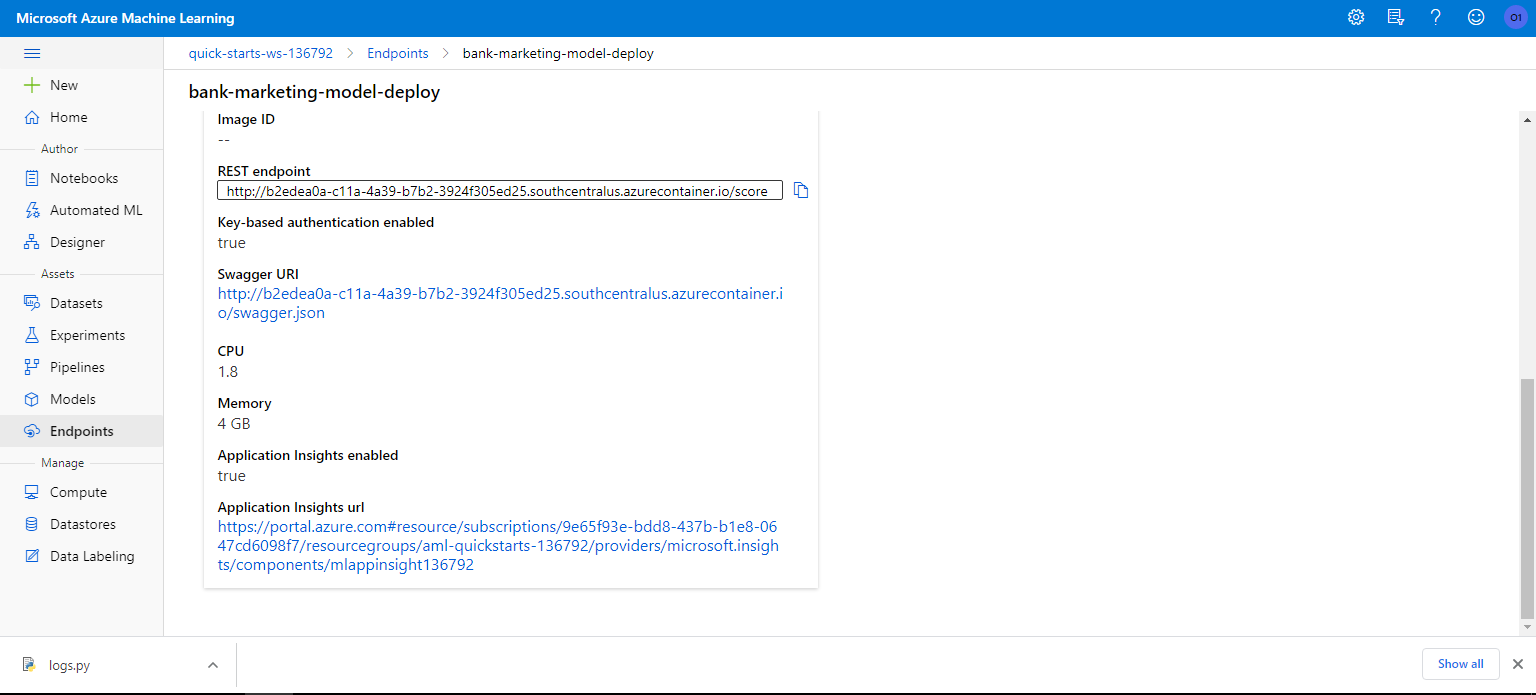 Microsoft Azure Machine Learning
O1
quick-starts-ws-136792 > Endpoints > bank-marketing-model-deploy
New
Home
Author
Notebooks
Automated ML
Designer
Assets
Datasets
Experiments
Pipelines
Models
Endpoints
Manage
Compute
Datastores
Data Labeling
bank-marketing-model-deploy
Image ID
--
REST endpoint
http://b2edea0a-c11a-4a39-b7b2-3924f305ed25.southcentralus.azurecontainer.io/score
Key-based authentication enabled
true
Swagger URI
http://b2edea0a-c11a-4a39-b7b2-3924f305ed25.southcentralus.azurecontainer.i
o/swagger.json
CPU
1.8
Memory
4 GB
Application Insights enabled
true
Application Insights url
https://portal.azure.com#resource/subscriptions/9e65f93e-bdd8-437b-b1e8-06
47cd6098f7/resourcegroups/aml-quickstarts-136792/providers/microsoft.insigh
ts/components/mlappinsight136792
logs.py
Show all